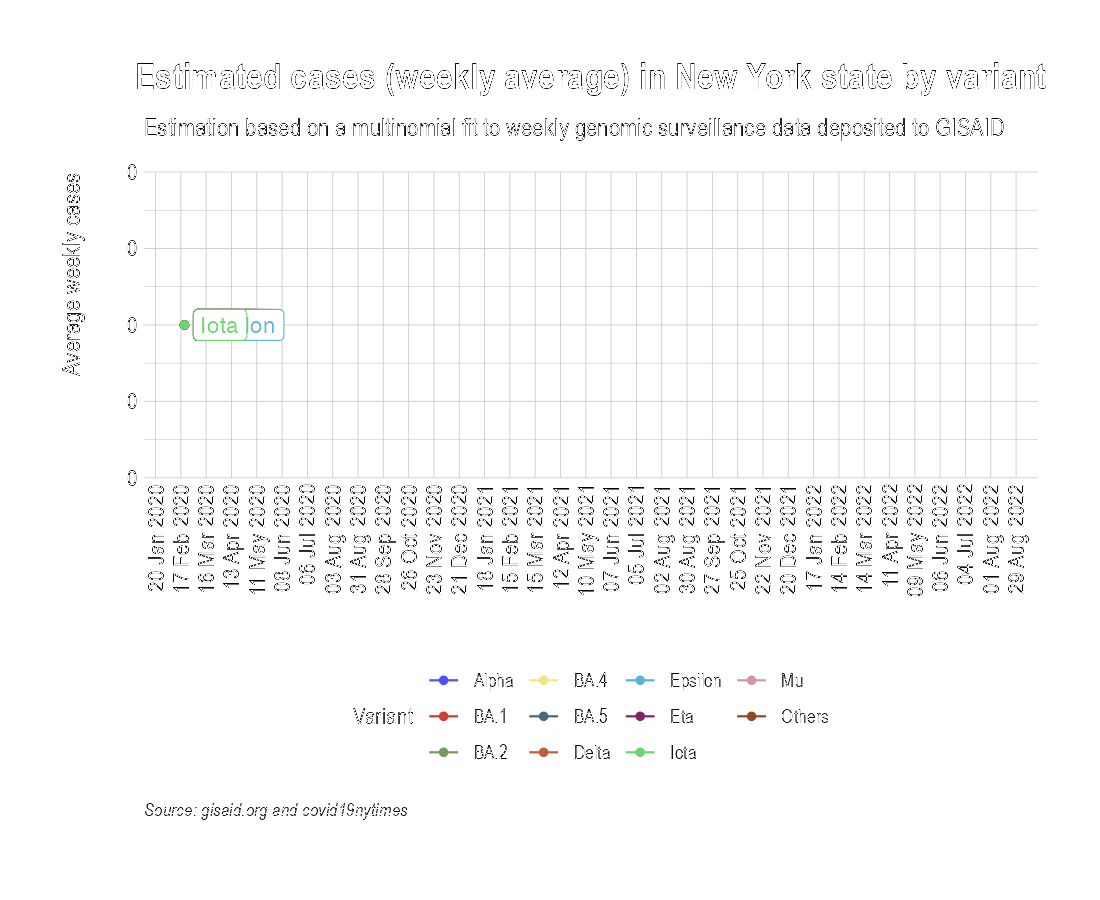 Estimated cases (weekly average) in New York state by variant
Estimation based on a multinomial fit to weekly genomic surveillance data deposited to GISAID
Average weekly cases
0
0
0
0
0
Iota
on
20 Jan 2020
17 Feb 2020
16 Mar 2020
13 Apr 2020
11 May 2020
08 Jun 2020
06 Jul 2020
03 Aug 2020
31 Aug 2020
28 Sep 2020
26 Oct 2020
23 Nov 2020
21 Dec 2020
18 Jan 2021
15 Feb 2021
15 Mar 2021
12 Apr 2021
10 May 2021
07 Jun 2021
05 Jul 2021
02 Aug 2021
30 Aug 2021
27 Sep 2021
25 Oct 2021
22 Nov 2021
20 Dec 2021
17 Jan 2022
14 Feb 2022
14 Mar 2022
11 Apr 2022
09 May 2022
06 Jun 2022
04 Jul 2022
01 Aug 2022
29 Aug 2022
Alpha BA.4 Epsilon Mu
Variant BA.1 BA.5 Eta Others
BA.2 Delta Iota
Source: gisaid.org and covid19nytimes